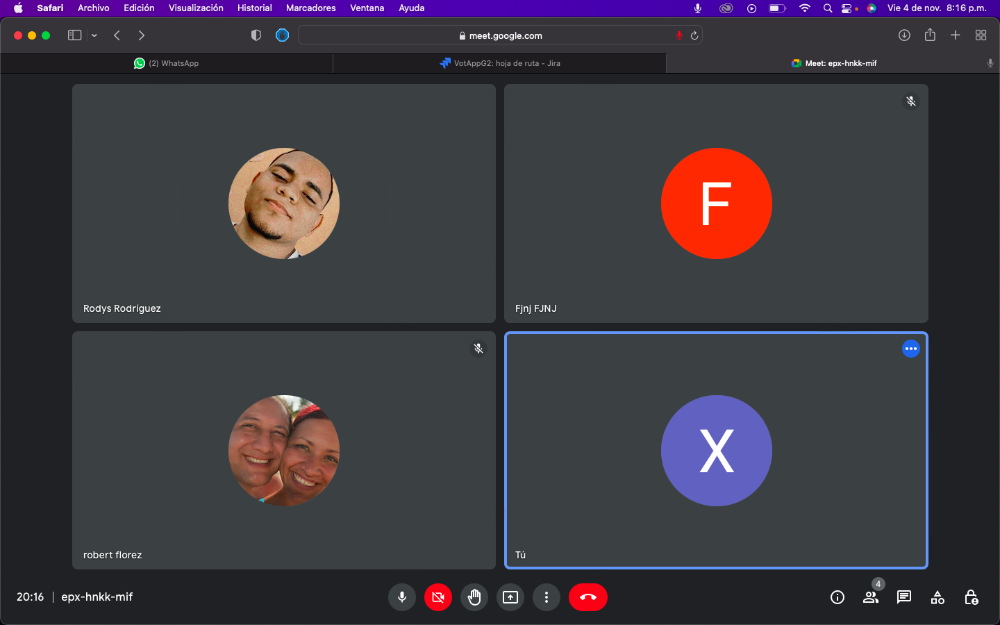 Safari Archivo Edición Visualización Historial Marcadores Ventana Ayuda Vie 4 de nov. 8:16 p.m.
meet.google.com
(2) WhatsApp VotAppG2: hoja de ruta - Jira Meet: epx-hnkk-mif
F
Rodys Rodríguez Fjnj FJNJ
X
robert florez Tú
4
20:16 epx-hnkk-mif